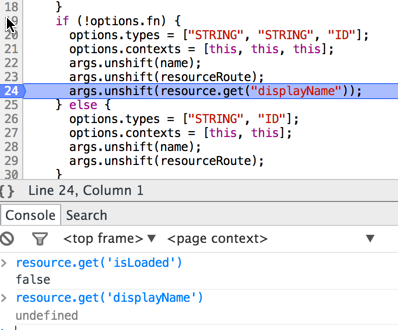 18 }
19 if (!options.fn) {
20 options.types = ["STRING", "STRING", "ID"];
21 options.contexts = [this, this, this];
22 args.unshift(name);
23 args.unshift(resourceRoute);
24 args.unshift(resource.get("displayName"));
25 } else {
26 options.types = ["STRING", "ID"];
27 options.contexts = [this, this];
28 args.unshift(name);
29 args.unshift(resourceRoute);
30 }
{} Line 24, Column 1
Console Search
<top frame> ▼ <page context> ▼
> resource.get('isLoaded')
false
> resource.get('displayName')
undefined